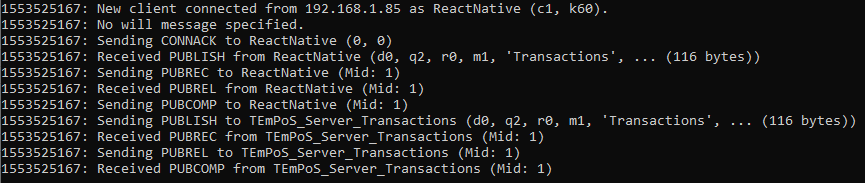 1553525167: New client connected from 192.168.1.85 as ReactNative (c1, k60).
1553525167: No will message specified.
1553525167: Sending CONNACK to ReactNative (0, 0)
1553525167: Received PUBLISH from ReactNative (d0, q2, r0, m1, 'Transactions', ... (116 bytes))
1553525167: Sending PUBREC to ReactNative (Mid: 1)
1553525167: Received PUBREL from ReactNative (Mid: 1)
1553525167: Sending PUBCOMP to ReactNative (Mid: 1)
1553525167: Sending PUBLISH to TEmPoS_Server_Transactions (d0, q2, r0, m1, 'Transactions', ... (116 bytes))
1553525167: Received PUBREC from TEmPoS_Server_Transactions (Mid: 1)
1553525167: Sending PUBREL to TEmPoS_Server_Transactions (Mid: 1)
1553525167: Received PUBCOMP from TEmPoS_Server_Transactions (Mid: 1)